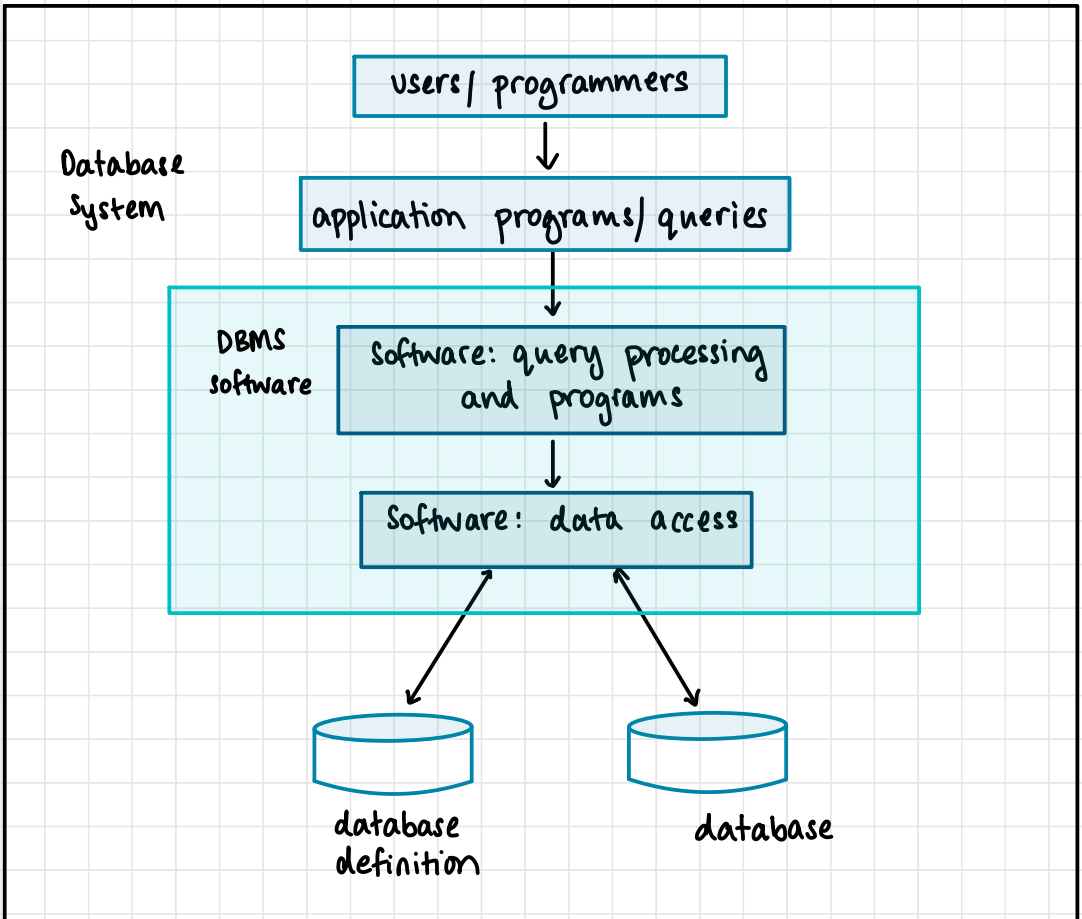 users/ programmers
Database
System
application programs/queries
DBMS
software
Software: query processing
and programs
Software: data access
database
definition
database